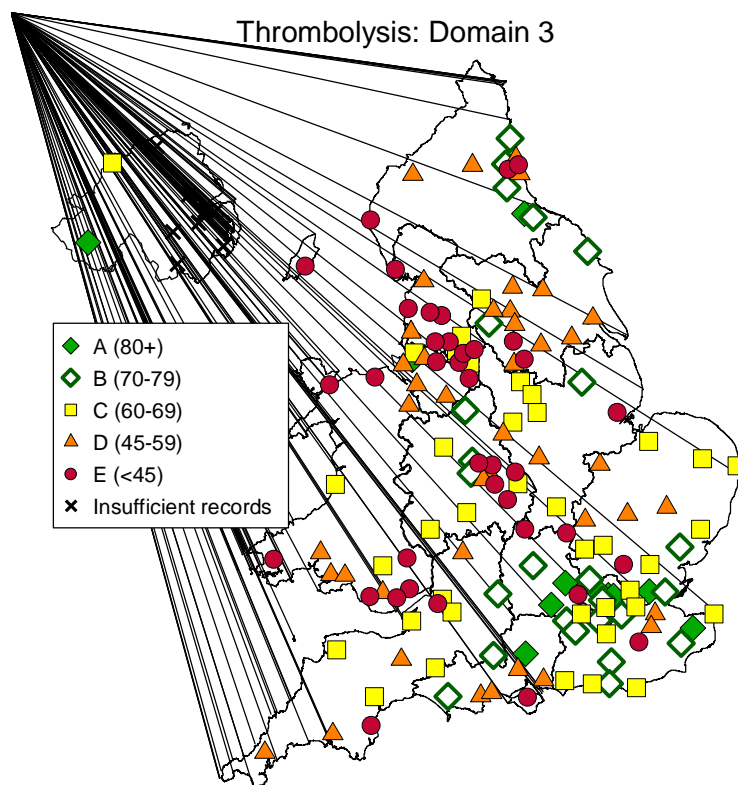 Thrombolysis: Domain 3
A (80+)
B (70-79)
C (60-69)
D (45-59)
E (<45)
Insufficient records